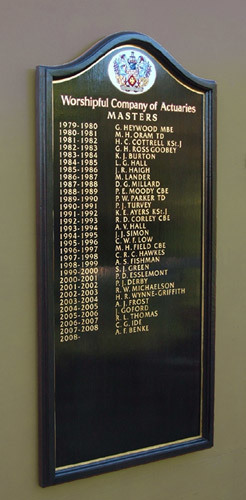 Worshipful Company of Actuaries
MASTERS
1979-1980 G. HEYWOOD MBE
1980-1981 M. H. ORAM TD
1981-1982 H. C. COTTRELL KSt.J
1982-1983 G. H ROSS GOOBEY
1983-1984 K. J. BURTON
1984-1985 L. G. HALL
1985-1986 J. R. HAIGH
1986-1987 M. LANDER
1987-1988 D. G. MILLARD
1988-1989 P. E. MOODY CBE
1989-1990 P. W. PARKER TD
1990-1991 P. J. TURVEY
1991-1992 K. E. AYERS KSt.J
1992-1993 R. D. CORLEY CBE
1993-1994 A. V. HALL
1994-1995 J. J. SIMON
1995-1996 C. W. F. LOW
1996-1997 M. H. FIELD CBE
1997-1998 C. R. C. HAWKES
1998-1999 A. S. FISHMAN
1999-2000 S. J. GREEN
2000-2001 P. D. ESSLEMONT
2001-2002 P. J. DERBY
2002-2003 R. W. MICHAELSON
2003-2004 H. R. WYNNE-GRIFFITH
2004-2005 A. J. FROST
2005-2006 J. GOFORD
2006-2007 R. L. THOMAS
2007-2008 C. G. IDE
2008- A. F. BENKE